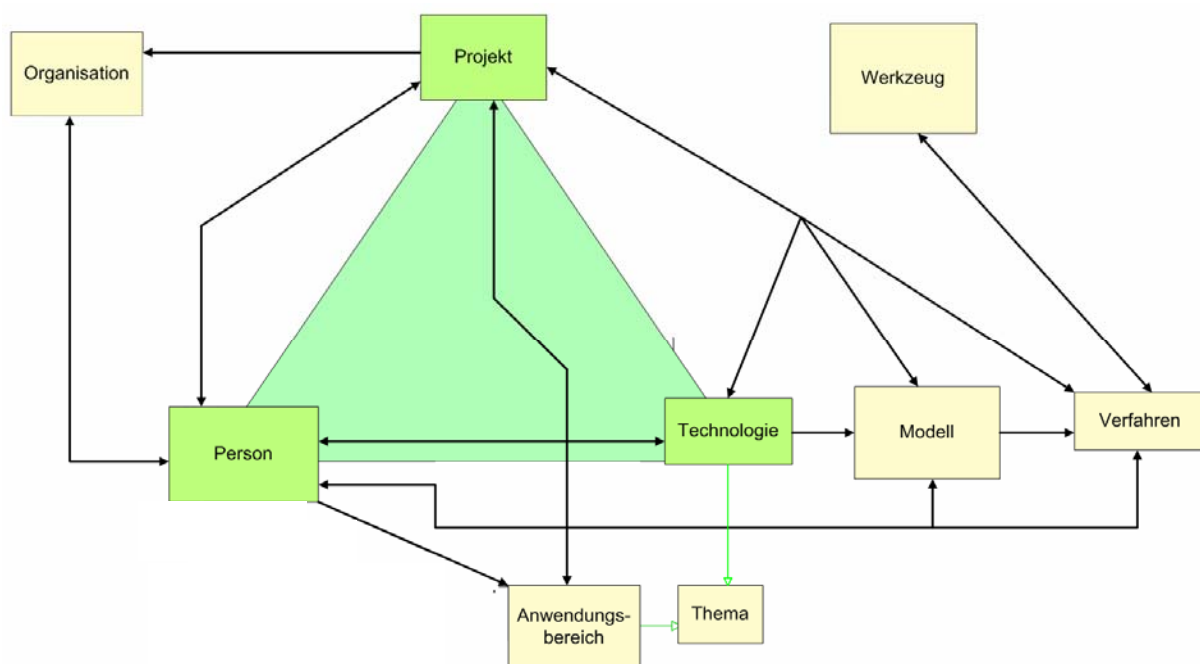 Projekt
Organisation
Werkzeug
Person
Technologie
Modell
Verfahren
Anwendungs-
bereich
Thema